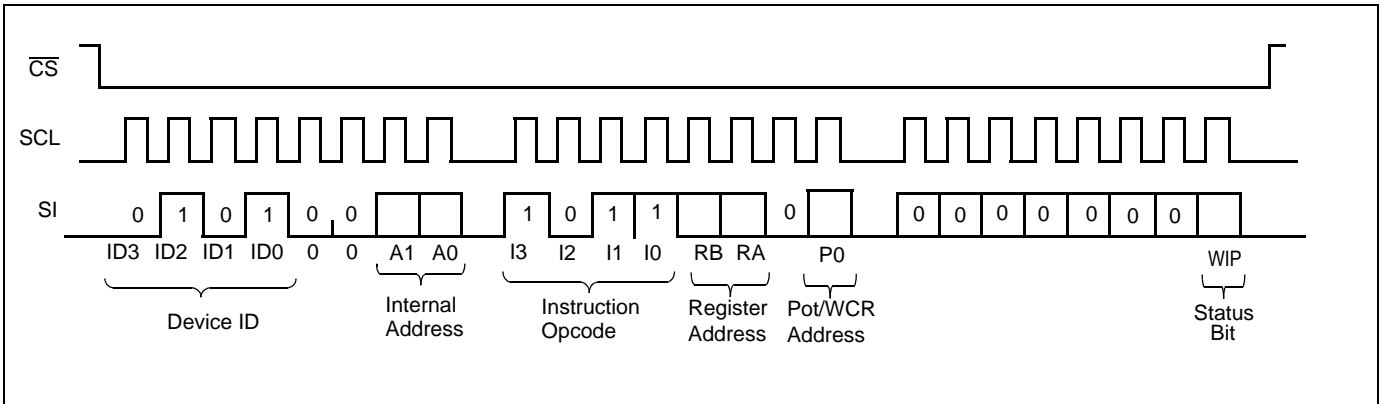 CS
SCL
SI
0 1 0 1 0 0 1 0 1 1 0 0 0 0 0 0 0 0
ID3 ID2 ID1 ID0 0 0 A1 A0 I3 I2 I1 I0 RB RA P0 WIP
Device ID
Internal
Address
Instruction
Opcode
Register
Address
Pot/WCR
Address
Status
Bit